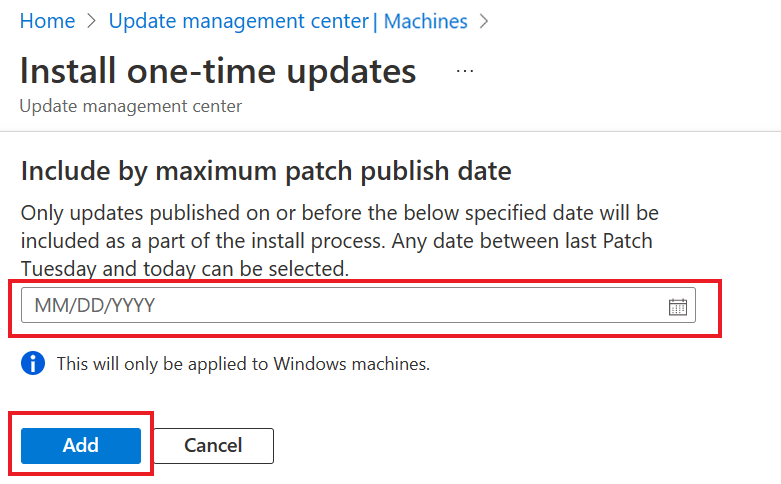 Home > Update management center | Machines >
Install one-time updates ...
Update management center
Include by maximum patch publish date
Only updates published on or before the below specified date will be
included as a part of the install process. Any date between last Patch
Tuesday and today can be selected.
MM/DD/YYYY
This will only be applied to Windows machines.
Add Cancel